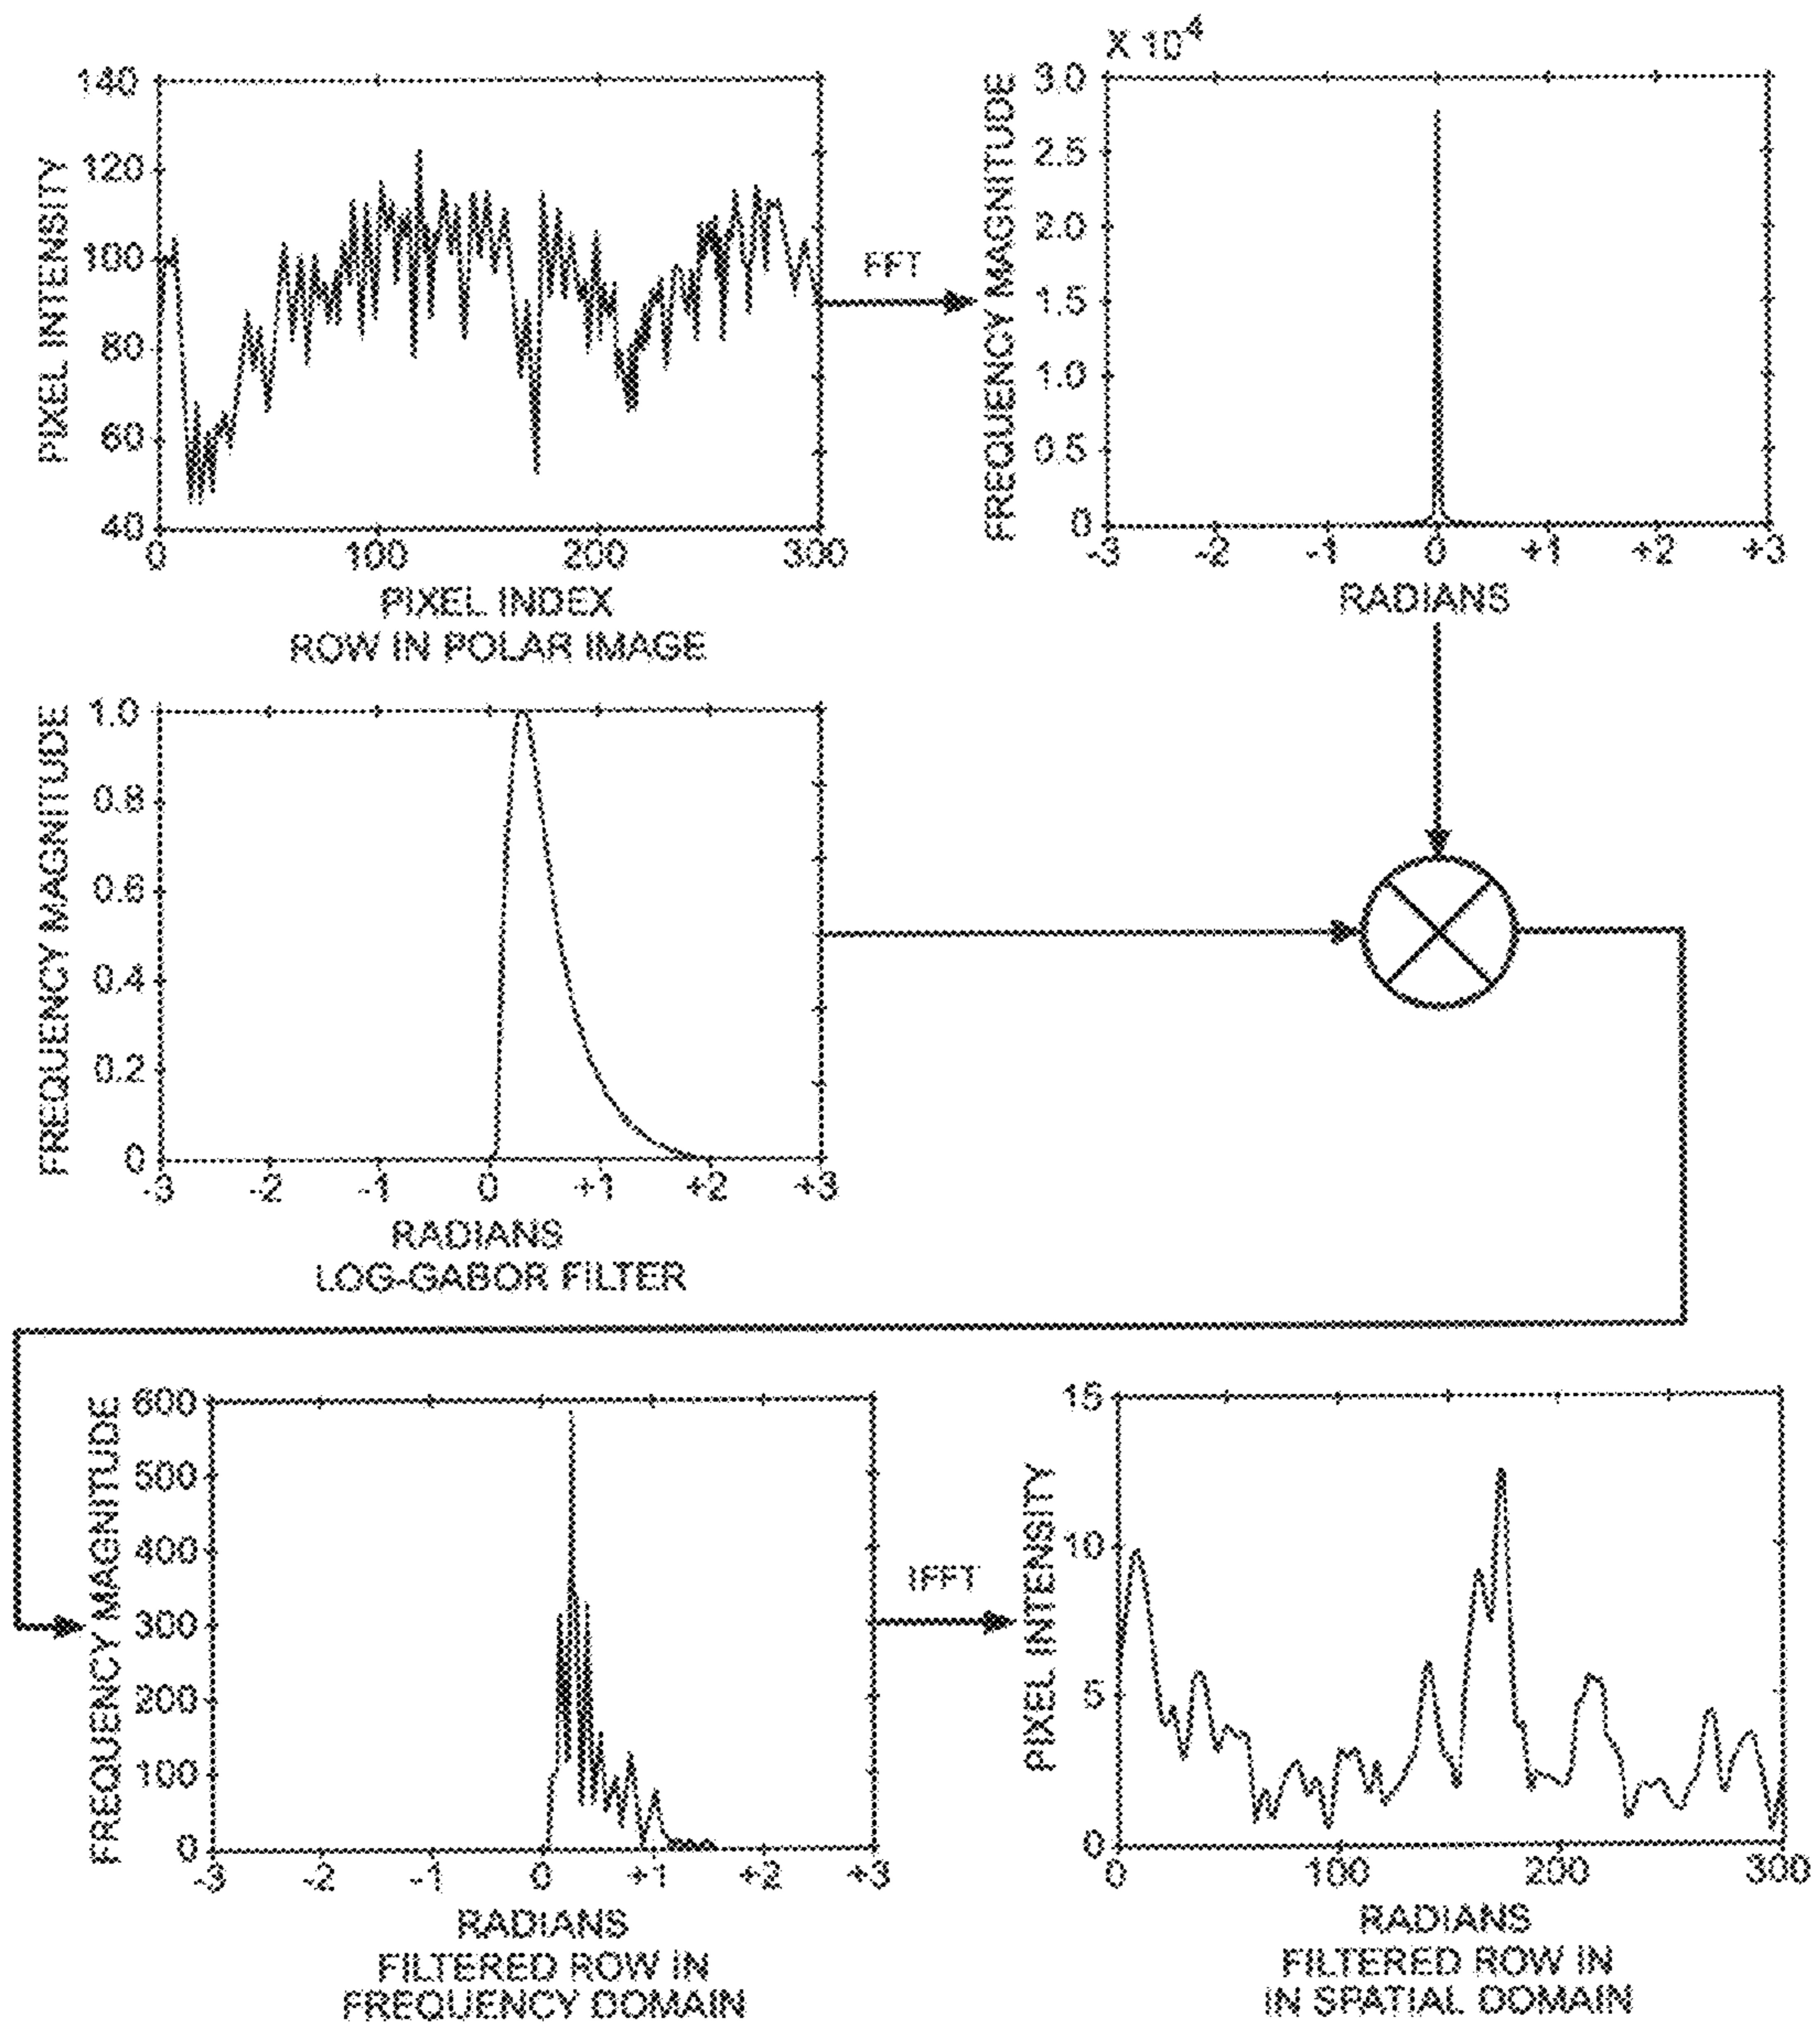 PIXEL INTENSITY
140
120
100
80
60
40
0 100 200 300
PIXEL INDEX
ROW IN POLAR IMAGE
FFT
X 10-4
FREQUENCY MAGNITUDE
3.0
2.5
2.0
1.5
1.0
0.5
0
-3 -2 -1 0 +1 +2 +3
RADIANS
FREQUENCY MAGNITUDE
1.0
0.8
0.6
0.4
0.2
0
-3 -2 -1 0 +1 +2 +3
RADIANS
LOG-GABOR FILTER
FREQUENCY MAGNITUDE
600
500
400
300
200
100
0
-3 -2 -1 0 +1 +2 +3
RADIANS
FILTERED ROW IN
FREQUENCY DOMAIN
IFFT
PIXEL INTENSITY
15
10
5
0
0 100 200 300
RADIANS
FILTERED ROW IN
IN SPATIAL DOMAIN